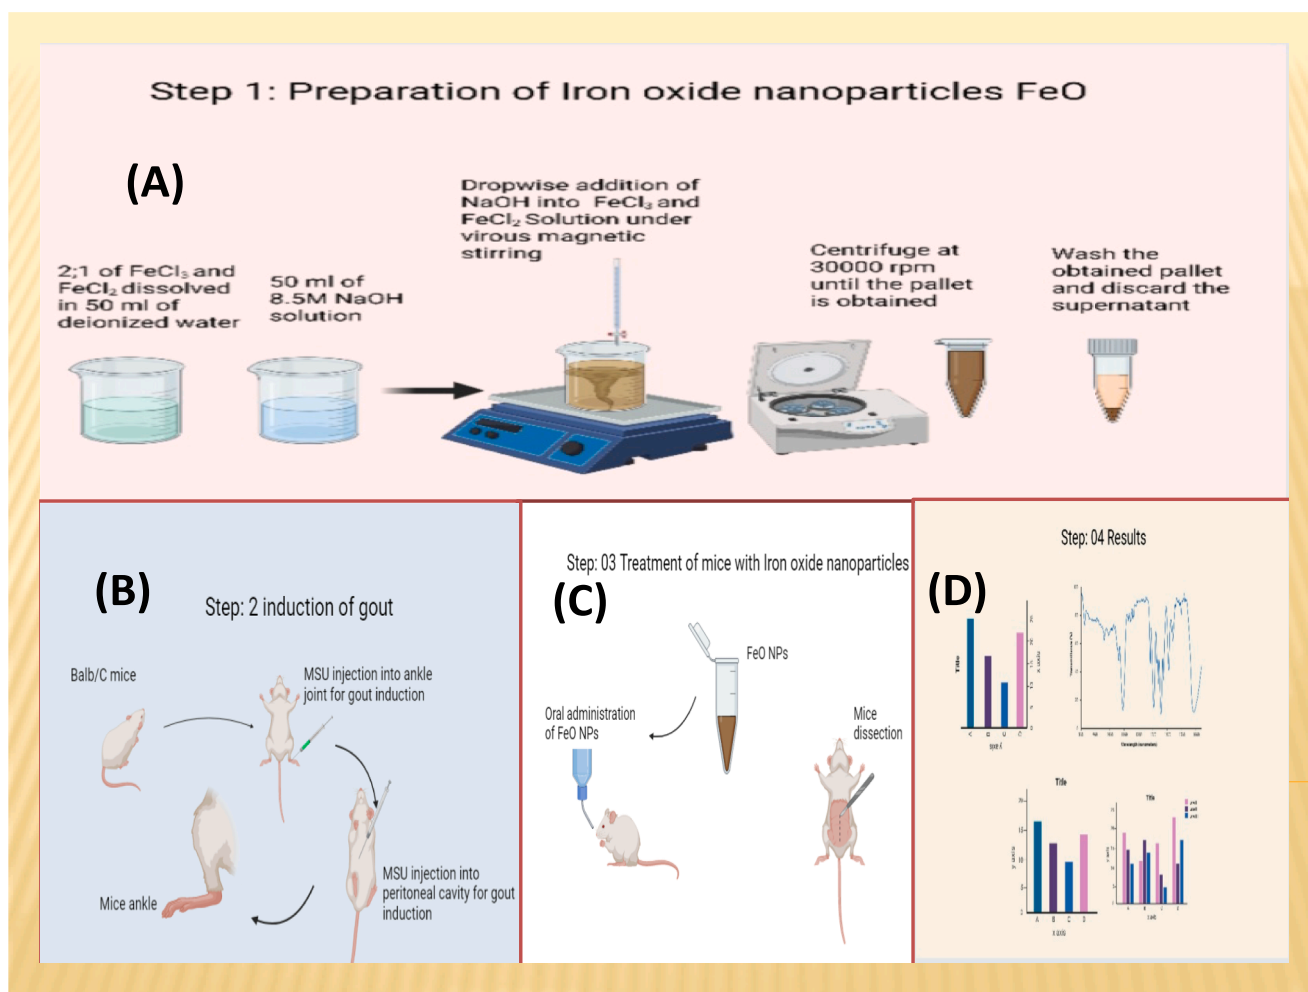 Step 1: Preparation of Iron oxide nanoparticles FeO
(A)
2;1 of FeCl₃ and
FeCl₂ dissolved
in 50 ml of
deionized water
50 ml of
8.5M NaOH
solution
Dropwise addition of
NaOH into FeCl₃ and
FeCl₂ Solution under
virous magnetic
stirring
Centrifuge at
30000 rpm
until the pallet
is obtained
Wash the
obtained pallet
and discard the
supernatant
(B)
Step: 2 induction of gout
Balb/C mice
MSU injection into ankle
joint for gout induction
MSU injection into
peritoneal cavity for gout
induction
Mice ankle
Step: 03 Treatment of mice with Iron oxide nanoparticles
(C)
FeO NPs
Oral administration
of FeO NPs
Mice
dissection
Step: 04 Results
(D)
Title
Title
A B C D
Title